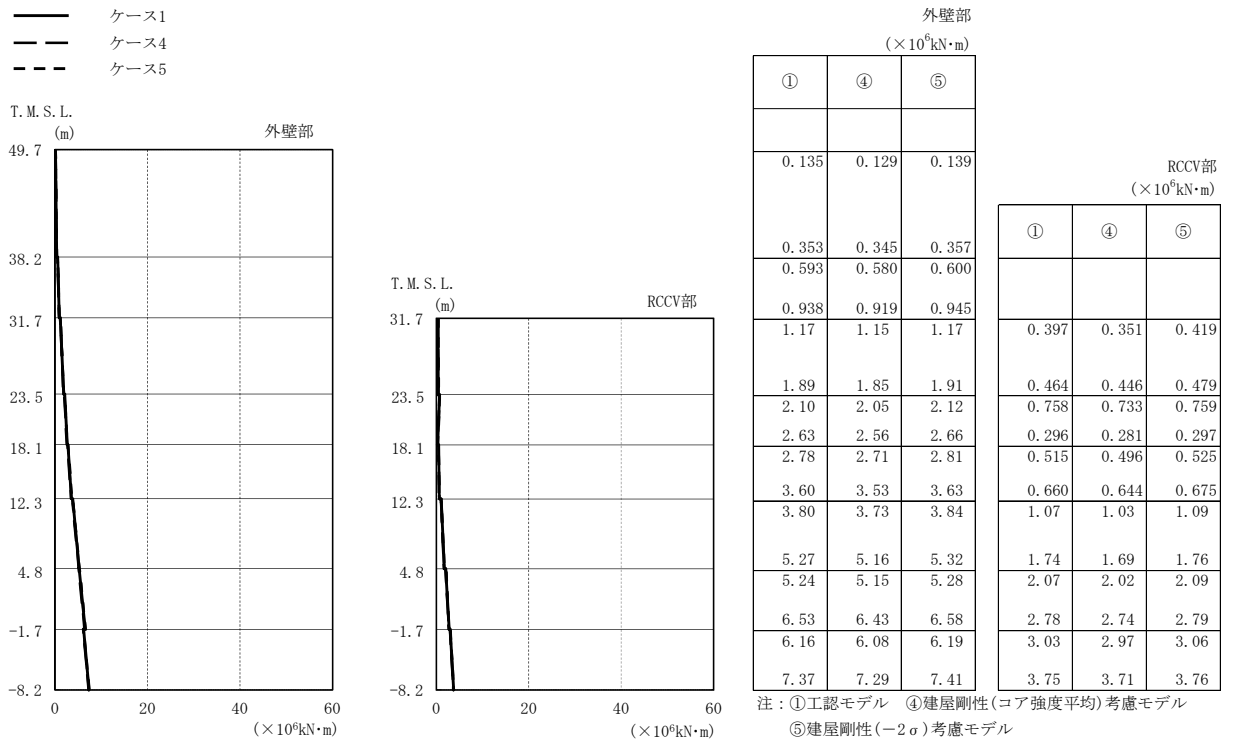 ケース1
ケース4
ケース5
T.M.S.L.
(m)
外壁部
49.7
38.2
31.7
23.5
18.1
12.3
4.8
-1.7
-8.2
0 20 40 60
(×10⁶kN・m)
T.M.S.L.
(m)
RCCV部
31.7
23.5
18.1
12.3
4.8
-1.7
-8.2
0 20 40 60
(×10⁶kN・m)
外壁部
(×10⁶kN・m)
① ④ ⑤
0.135 0.129 0.139
0.353 0.345 0.357
0.593 0.580 0.600
0.938 0.919 0.945
1.17 1.15 1.17
1.89 1.85 1.91
2.10 2.05 2.12
2.63 2.56 2.66
2.78 2.71 2.81
3.60 3.53 3.63
3.80 3.73 3.84
5.27 5.16 5.32
5.24 5.15 5.28
6.53 6.43 6.58
6.16 6.08 6.19
7.37 7.29 7.41
RCCV部
(×10⁶kN・m)
① ④ ⑤
0.397 0.351 0.419
0.464 0.446 0.479
0.758 0.733 0.759
0.296 0.281 0.297
0.515 0.496 0.525
0.660 0.644 0.675
1.07 1.03 1.09
1.74 1.69 1.76
2.07 2.02 2.09
2.78 2.74 2.79
3.03 2.97 3.06
3.75 3.71 3.76
注：①工認モデル ④建屋剛性(コア強度平均)考慮モデル
⑤建屋剛性(－2σ)考慮モデル